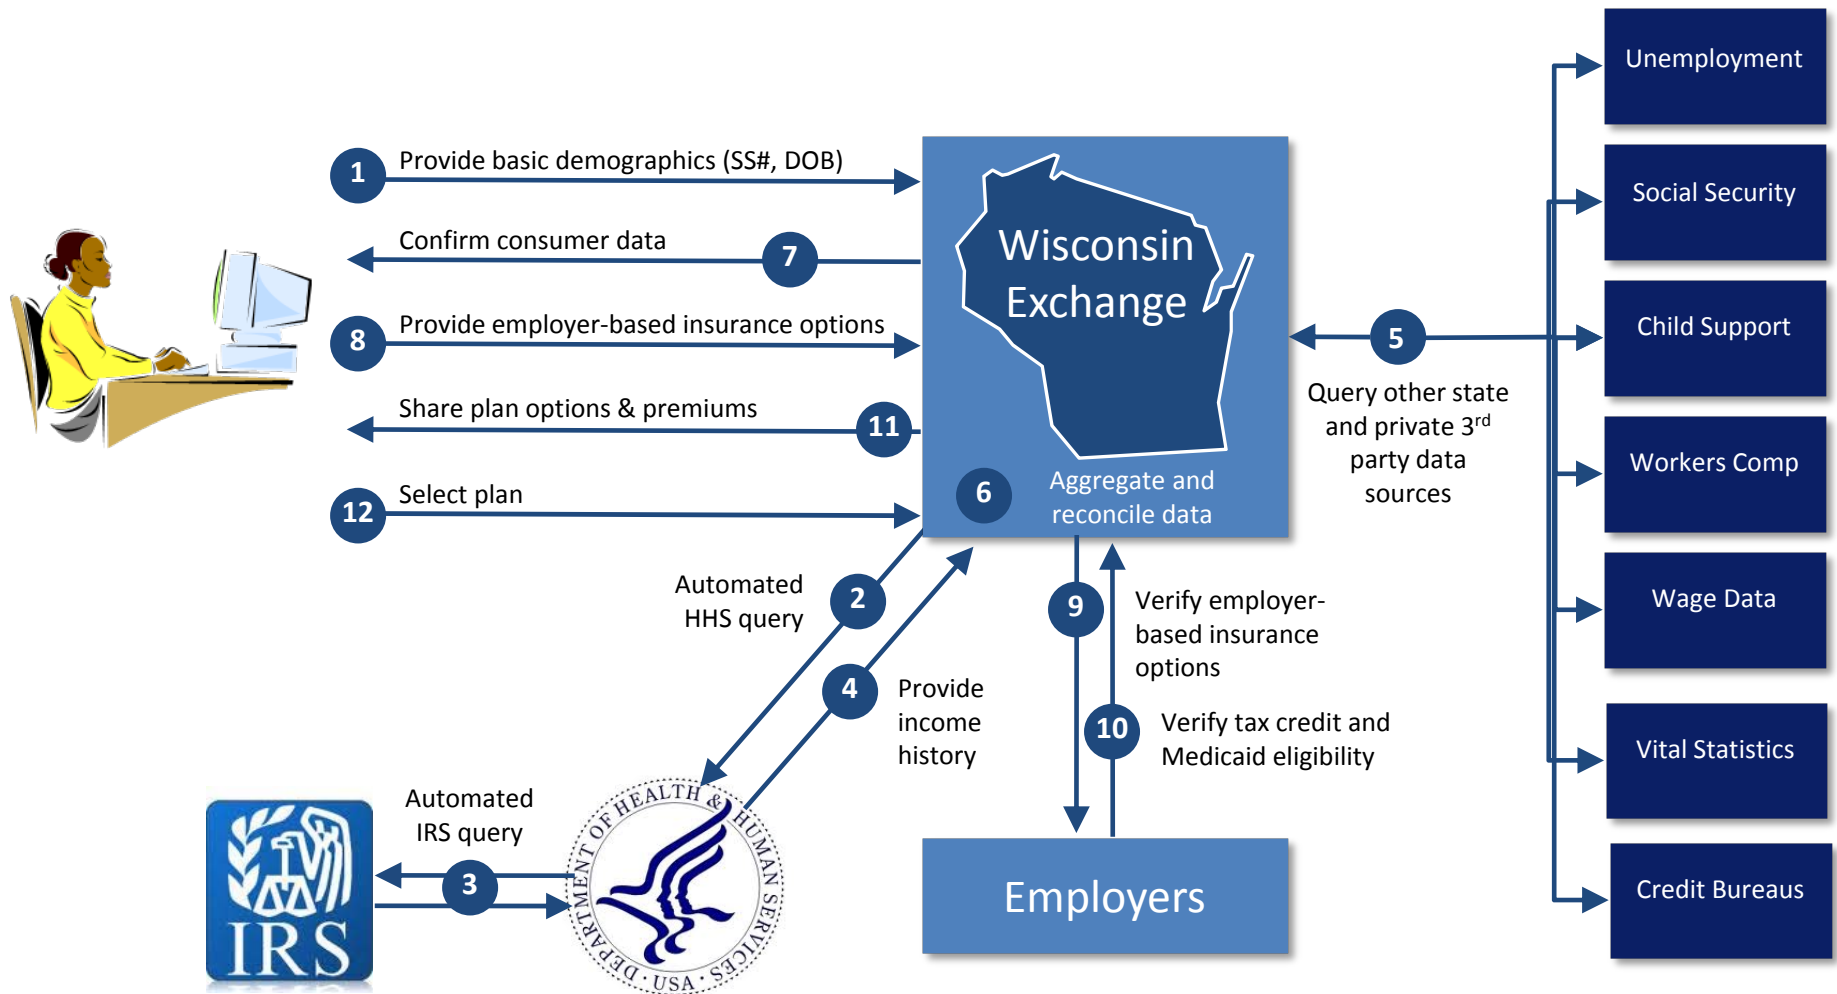 Unemployment
Social Security
Child Support
Workers Comp
Wage Data
Vital Statistics
Credit Bureaus
1
Provide basic demographics (SS#, DOB)
Confirm consumer data
7
8
Provide employer-based insurance options
Share plan options & premiums
11
Select plan
12
Wisconsin
Exchange
6
Aggregate and
reconcile data
5
Query other state
and private 3rd
party data
sources
Automated
HHS query
2
4
Provide
income
history
9
Verify employer-
based insurance
options
10
Verify tax credit and
Medicaid eligibility
Automated
IRS query
3
IRS
DEPARTMENT OF HEALTH & HUMAN SERVICES · USA ·
Employers